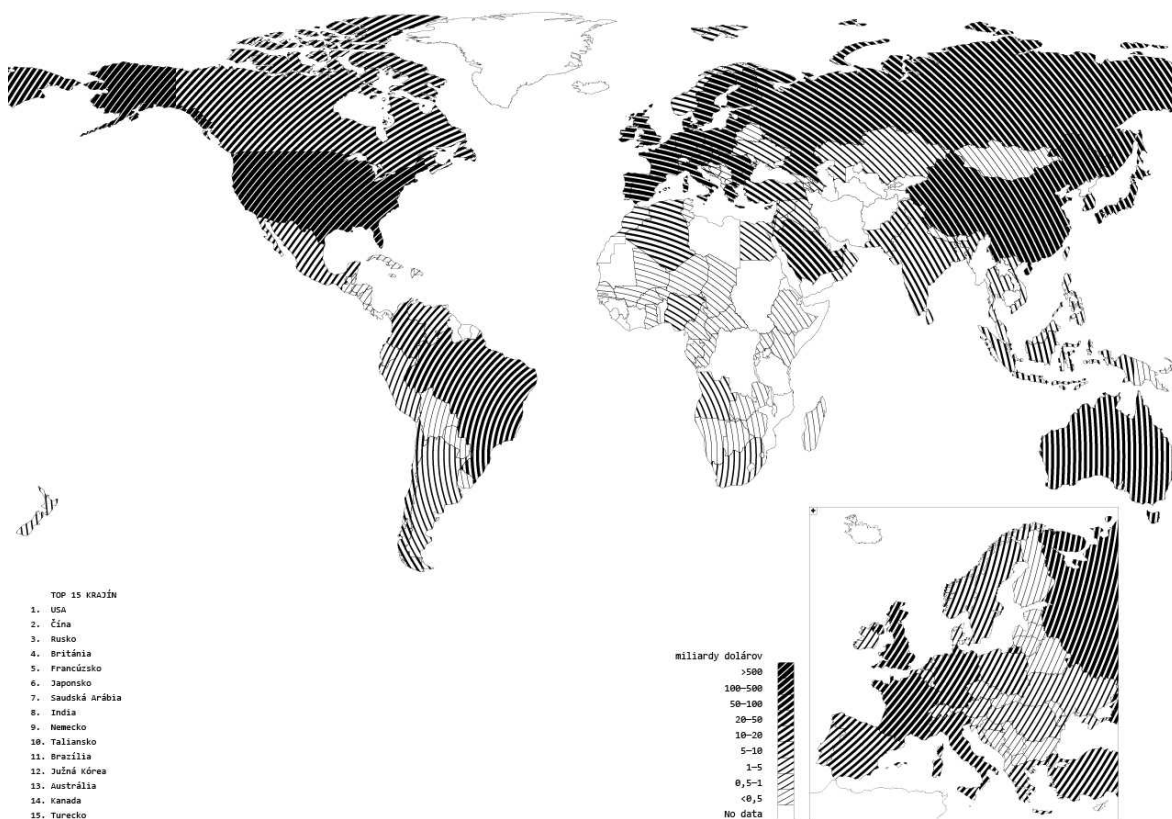 TOP 15 KRAJÍN
1. USA
2. Čína
3. Rusko
4. Británia
5. Francúzsko
6. Japonsko
7. Saudská Arábia
8. India
9. Nemecko
10. Taliansko
11. Brazília
12. Južná Kórea
13. Austrália
14. Kanada
15. Turecko
miliardy dolárov
>500
100–500
50–100
20–50
10–20
5–10
1–5
0,5–1
<0,5
No data